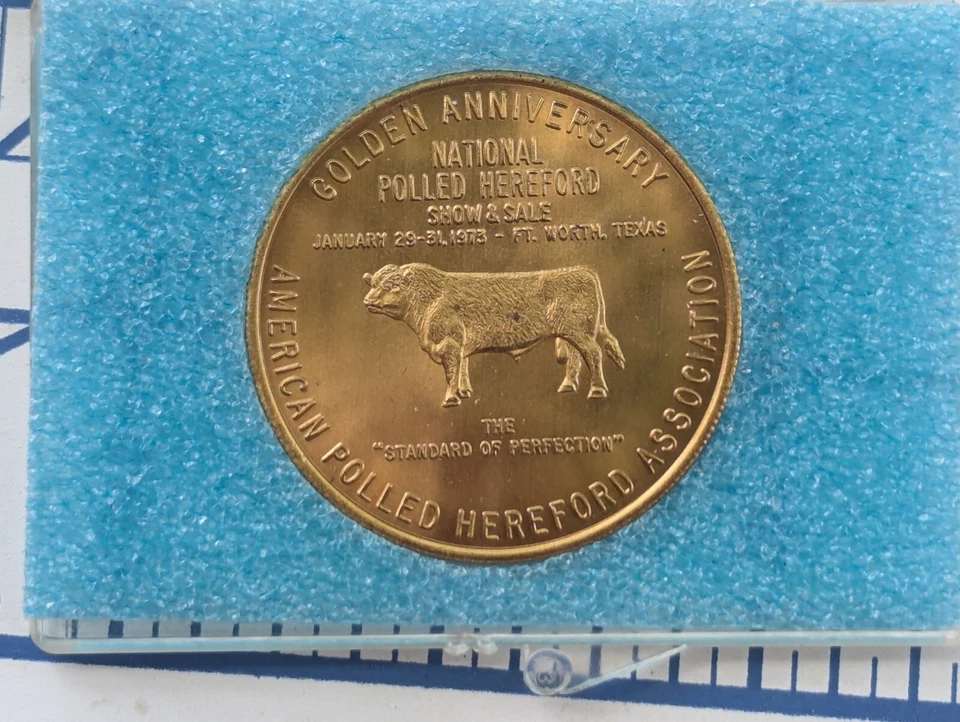 GOLDEN ANNIVERSARY
NATIONAL
POLLED HEREFORD
SHOW & SALE
JANUARY 29-31, 1973 - FT. WORTH, TEXAS
THE
"STANDARD OF PERFECTION"
AMERICAN POLLED HEREFORD ASSOCIATION